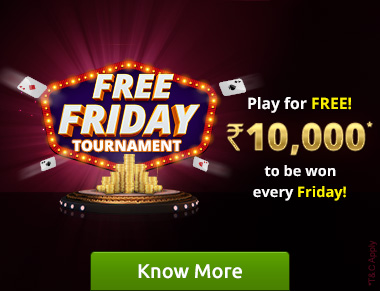 FREE
FRIDAY
TOURNAMENT
Play for FREE!
₹10,000*
to be won
every Friday!
Know More
*T&C Apply